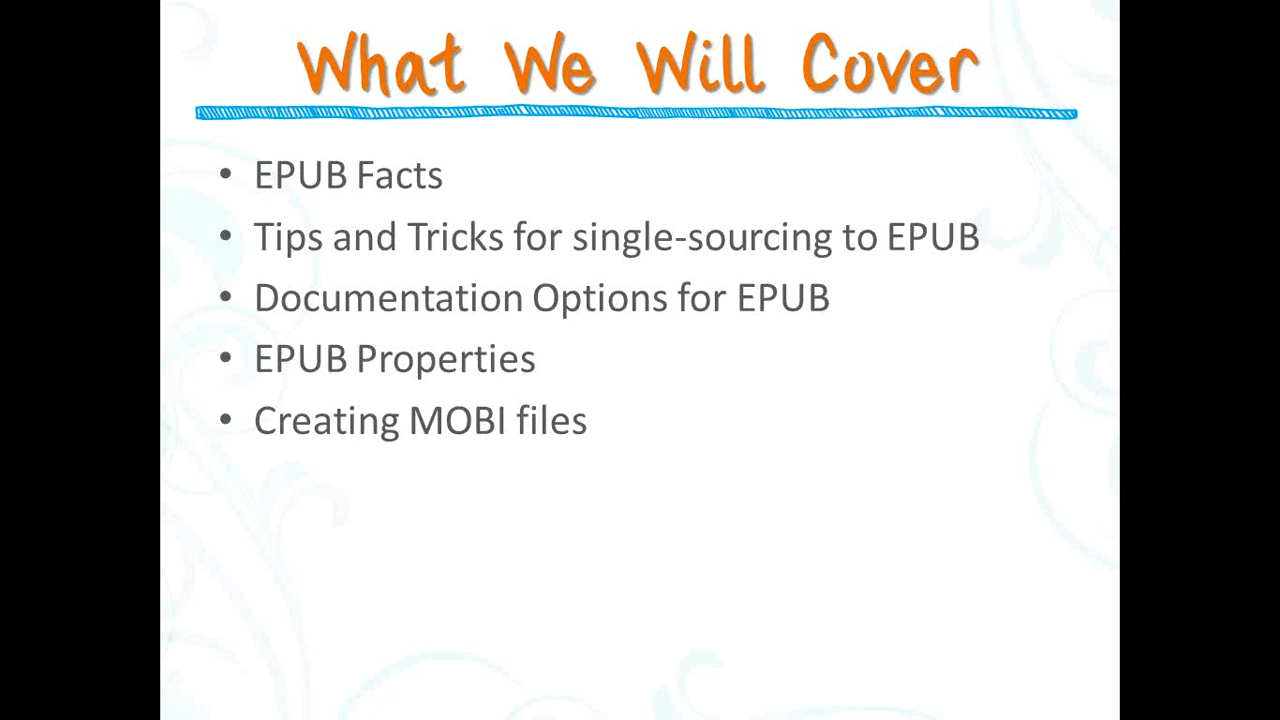 What We Will Cover
• EPUB Facts
• Tips and Tricks for single-sourcing to EPUB
• Documentation Options for EPUB
• EPUB Properties
• Creating MOBI files